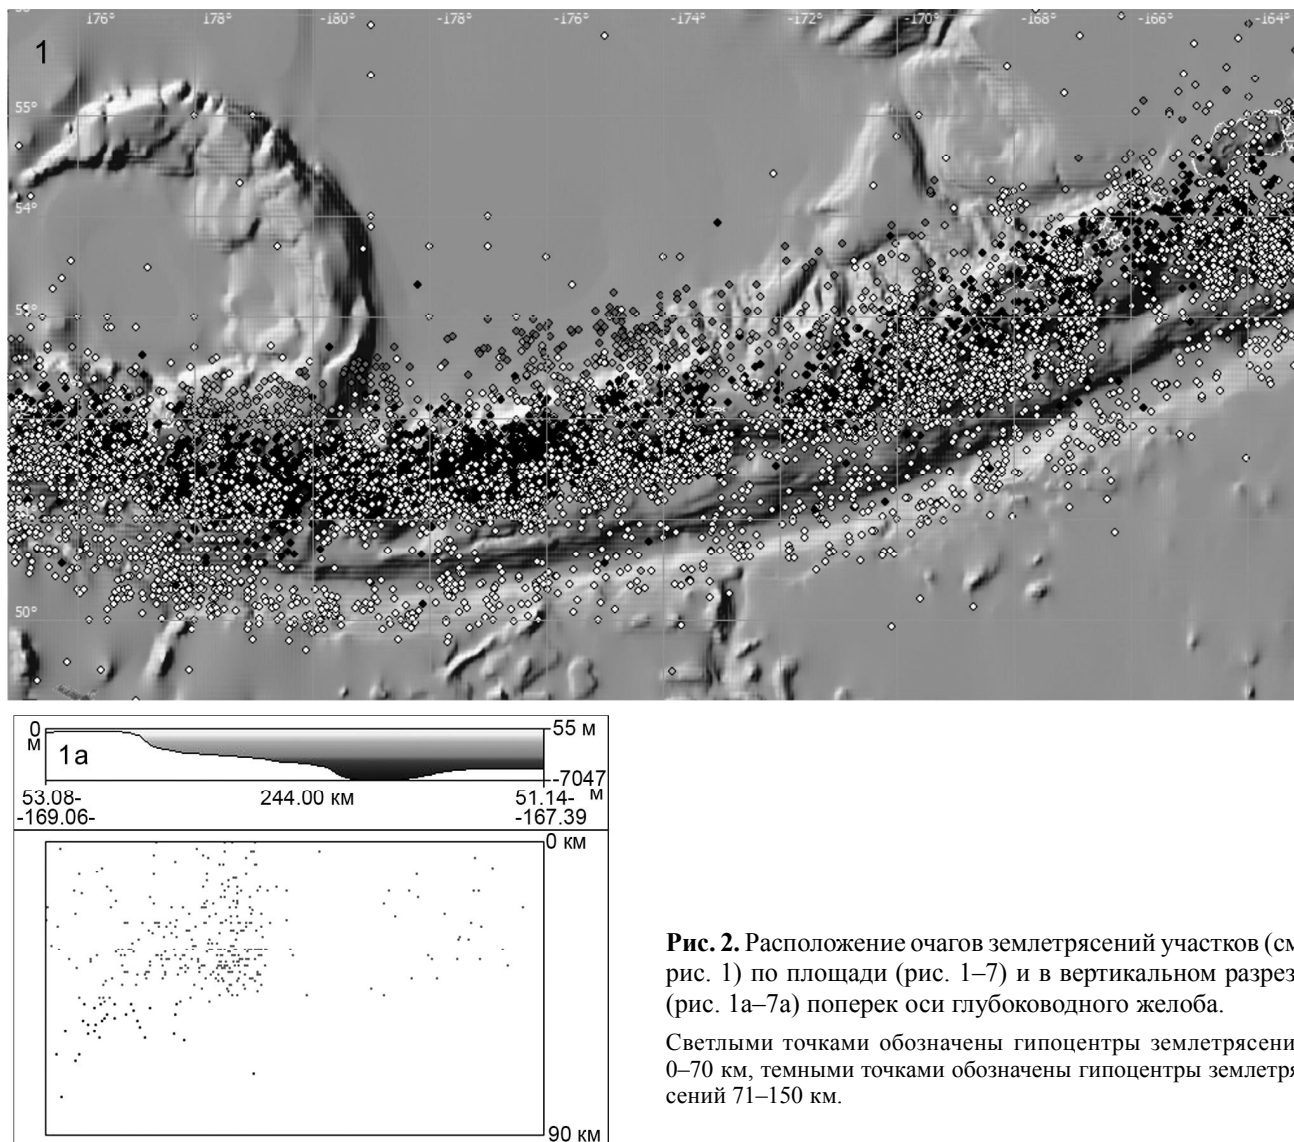 176° 178° -180° -178° -176° -174° -172° -170° -168° -166° -164°
1
55°
54°
50°
0 м
55 м
1а
-7047 м
53.08-
-169.06-
244.00 км
51.14-
-167.39
0 км
90 км
Рис. 2. Расположение очагов землетрясений участков (см
рис. 1) по площади (рис. 1–7) и в вертикальном разрез
(рис. 1а–7а) поперек оси глубоководного желоба.
Светлыми точками обозначены гипоцентры землетрясени
0–70 км, темными точками обозначены гипоцентры землетря
сений 71–150 км.